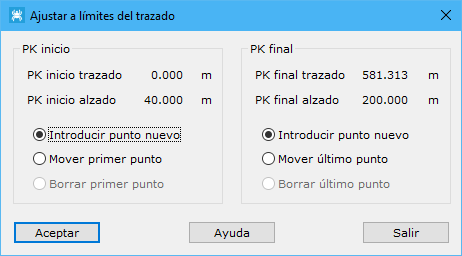 Ajustar a límites del trazado
PK inicio
PK inicio trazado 0.000 m
PK inicio alzado 40.000 m
Introducir punto nuevo
Mover primer punto
Borrar primer punto
PK final
PK final trazado 581.313 m
PK final alzado 200.000 m
Introducir punto nuevo
Mover último punto
Borrar último punto
Aceptar
Ayuda
Salir